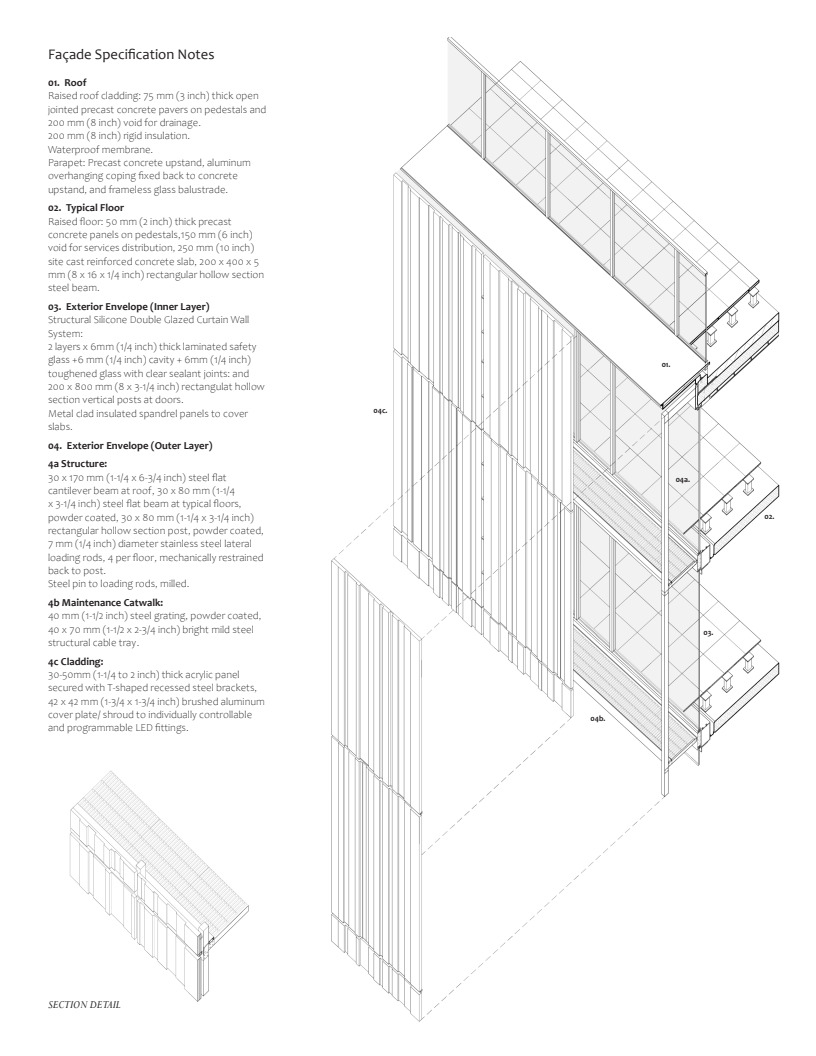 Façade Specification Notes
01. Roof
Raised roof cladding: 75 mm (3 inch) thick open
jointed precast concrete pavers on pedestals and
200 mm (8 inch) void for drainage.
200 mm (8 inch) rigid insulation.
Waterproof membrane.
Parapet: Precast concrete upstand, aluminum
overhanging coping fixed back to concrete
upstand, and frameless glass balustrade.
02. Typical Floor
Raised floor: 50 mm (2 inch) thick precast
concrete panels on pedestals,150 mm (6 inch)
void for services distribution, 250 mm (10 inch)
site cast reinforced concrete slab, 200 x 400 x 5
mm (8 x 16 x 1/4 inch) rectangular hollow section
steel beam.
03. Exterior Envelope (Inner Layer)
Structural Silicone Double Glazed Curtain Wall
System:
2 layers x 6mm (1/4 inch) thick laminated safety
glass +6 mm (1/4 inch) cavity + 6mm (1/4 inch)
toughened glass with clear sealant joints: and
200 x 800 mm (8 x 3-1/4 inch) rectangulat hollow
section vertical posts at doors.
Metal clad insulated spandrel panels to cover
slabs.
04. Exterior Envelope (Outer Layer)
4a Structure:
30 x 170 mm (1-1/4 x 6-3/4 inch) steel flat
cantilever beam at roof, 30 x 80 mm (1-1/4
x 3-1/4 inch) steel flat beam at typical floors,
powder coated, 30 x 80 mm (1-1/4 x 3-1/4 inch)
rectangular hollow section post, powder coated,
7 mm (1/4 inch) diameter stainless steel lateral
loading rods, 4 per floor, mechanically restrained
back to post.
Steel pin to loading rods, milled.
4b Maintenance Catwalk:
40 mm (1-1/2 inch) steel grating, powder coated,
40 x 70 mm (1-1/2 x 2-3/4 inch) bright mild steel
structural cable tray.
4c Cladding:
30-50mm (1-1/4 to 2 inch) thick acrylic panel
secured with T-shaped recessed steel brackets,
42 x 42 mm (1-3/4 x 1-3/4 inch) brushed aluminum
cover plate/ shroud to individually controllable
and programmable LED fittings.
SECTION DETAIL
01.
04c.
04a.
02.
03.
04b.